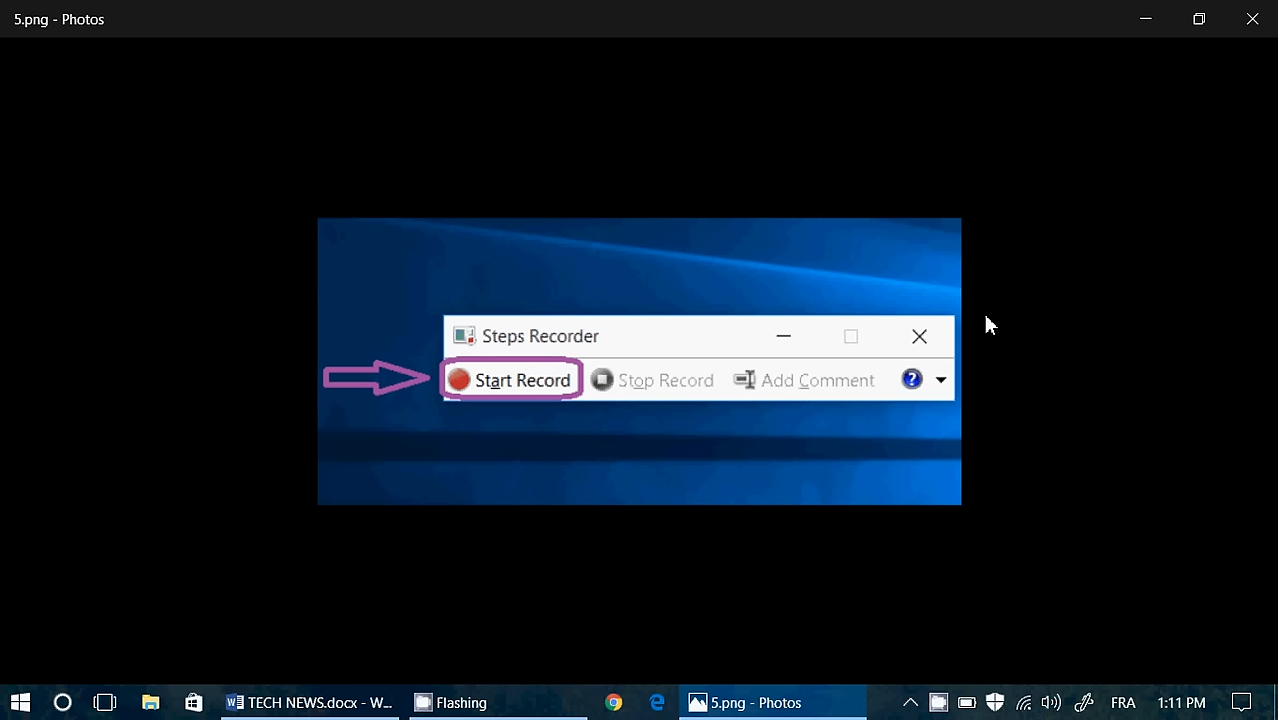 5.png - Photos
Steps Recorder
Start Record Stop Record Add Comment ?
TECH NEWS.docx - W... Flashing 5.png - Photos FRA 1:11 PM